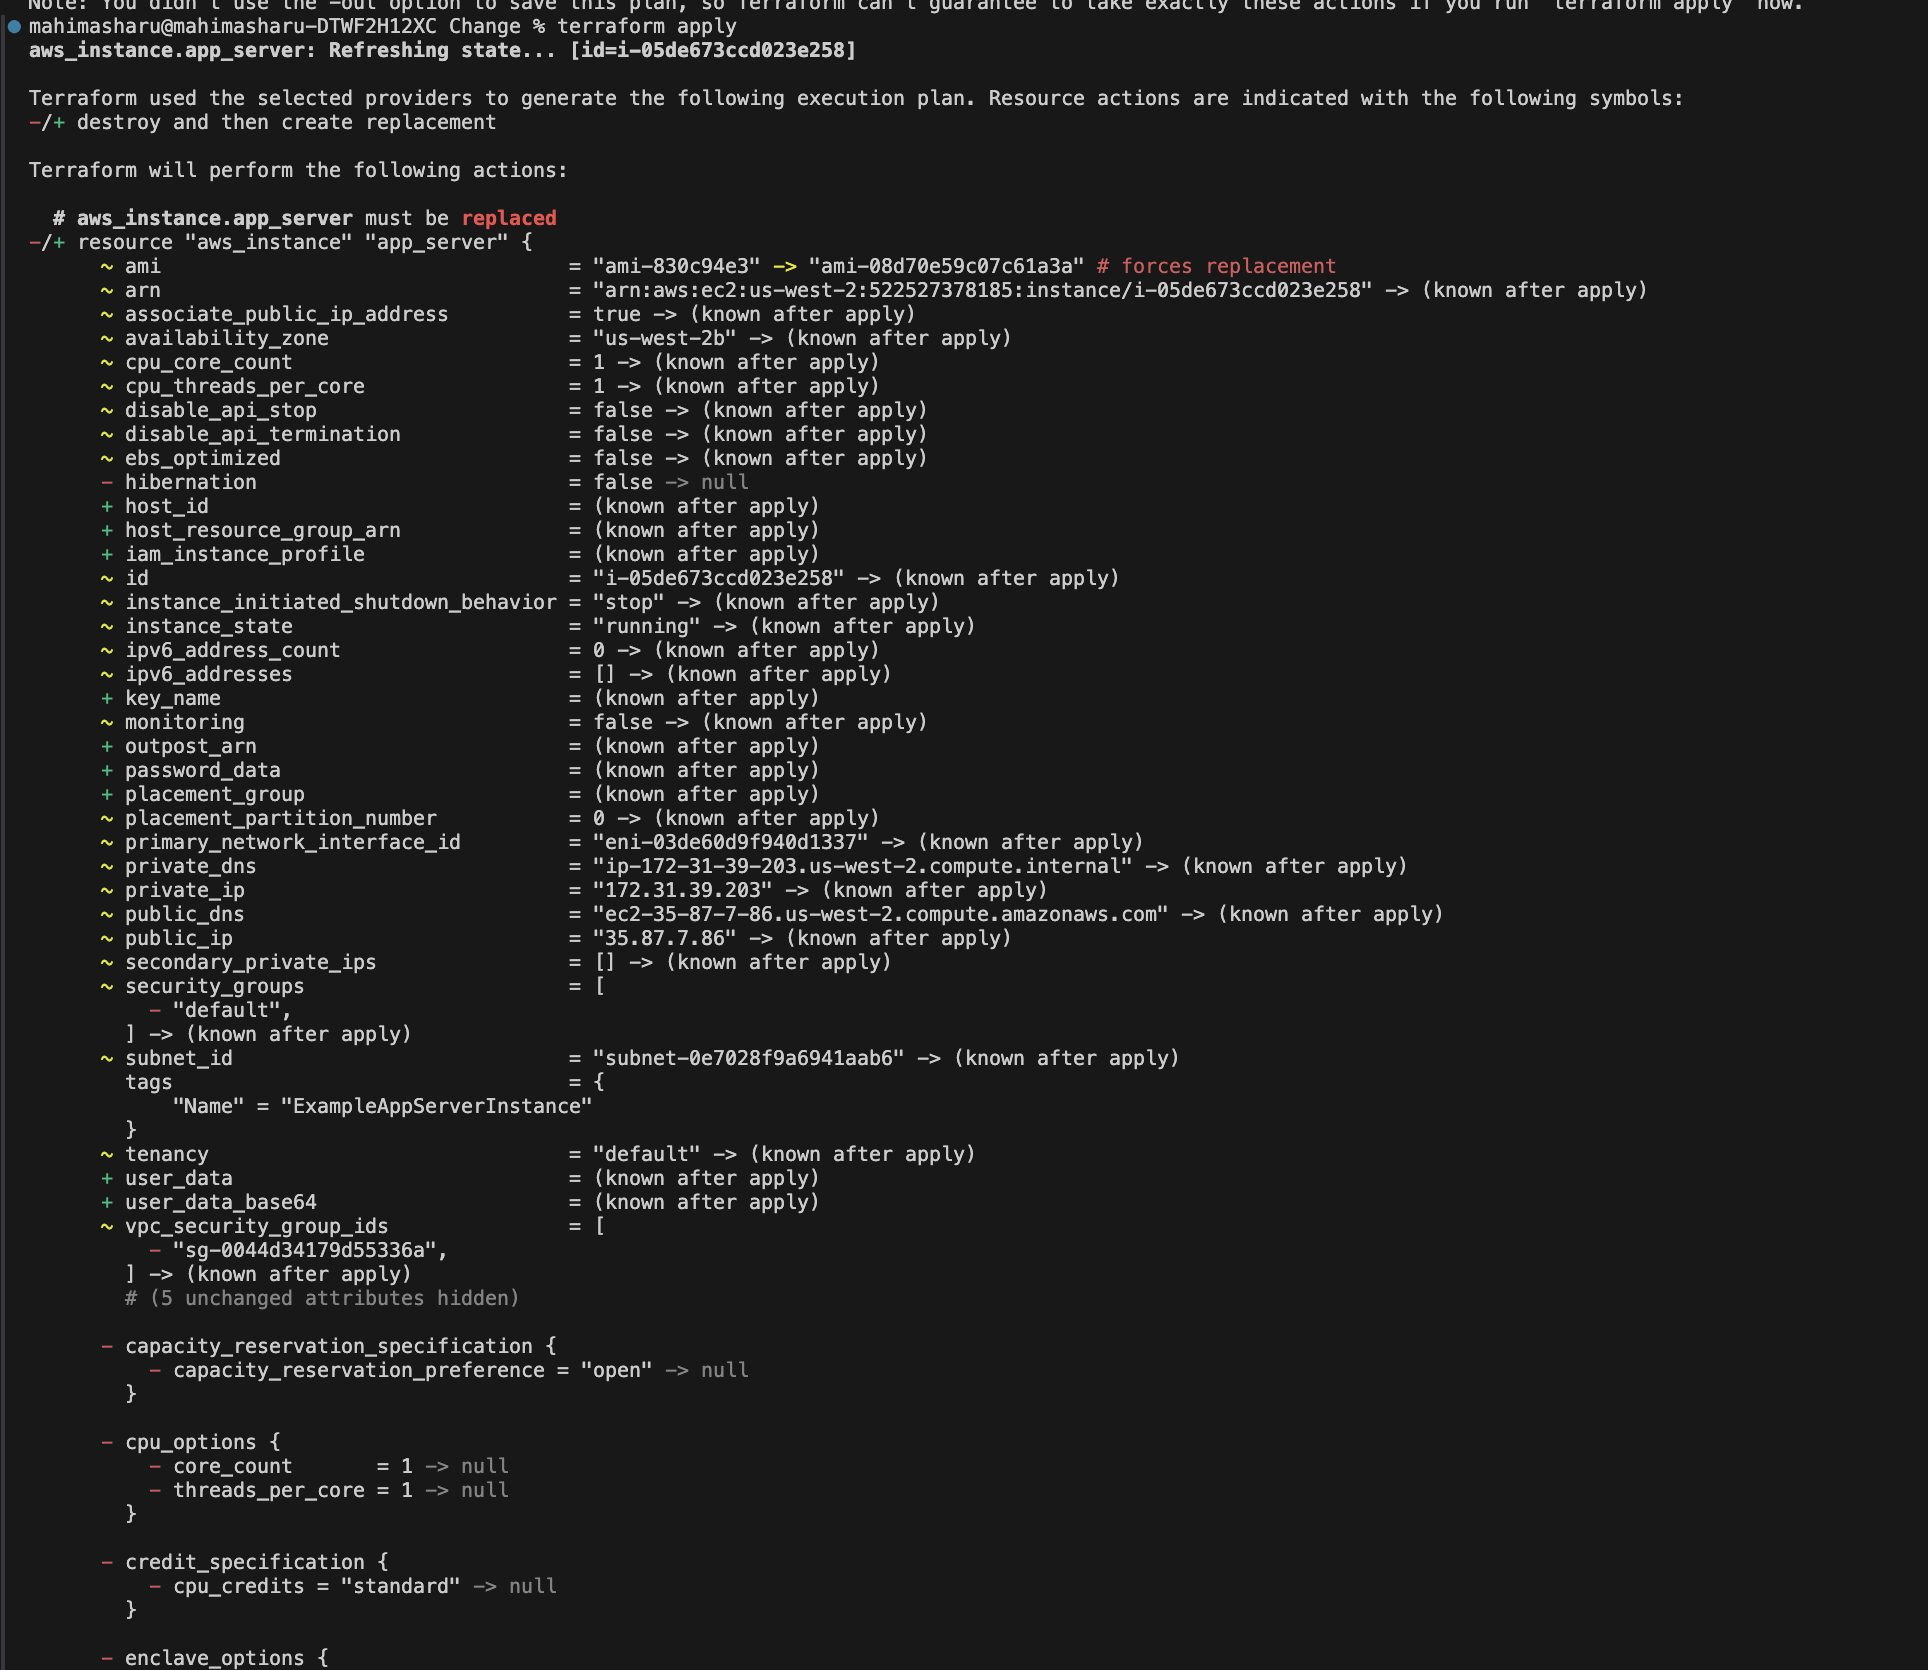 Note: You didn't use the -out option to save this plan, so Terraform can't guarantee to take exactly these actions if you run "terraform apply" now.
mahimasharu@mahimasharu-DTWF2H12XC Change % terraform apply
aws_instance.app_server: Refreshing state... [id=i-05de673ccd023e258]
Terraform used the selected providers to generate the following execution plan. Resource actions are indicated with the following symbols:
-/+ destroy and then create replacement
Terraform will perform the following actions:
# aws_instance.app_server must be replaced
-/+ resource "aws_instance" "app_server" {
~ ami = "ami-830c94e3" -> "ami-08d70e59c07c61a3a" # forces replacement
~ arn = "arn:aws:ec2:us-west-2:522527378185:instance/i-05de673ccd023e258" -> (known after apply)
~ associate_public_ip_address = true -> (known after apply)
~ availability_zone = "us-west-2b" -> (known after apply)
~ cpu_core_count = 1 -> (known after apply)
~ cpu_threads_per_core = 1 -> (known after apply)
~ disable_api_stop = false -> (known after apply)
~ disable_api_termination = false -> (known after apply)
~ ebs_optimized = false -> (known after apply)
- hibernation = false -> null
+ host_id = (known after apply)
+ host_resource_group_arn = (known after apply)
+ iam_instance_profile = (known after apply)
~ id = "i-05de673ccd023e258" -> (known after apply)
~ instance_initiated_shutdown_behavior = "stop" -> (known after apply)
~ instance_state = "running" -> (known after apply)
~ ipv6_address_count = 0 -> (known after apply)
~ ipv6_addresses = [] -> (known after apply)
+ key_name = (known after apply)
~ monitoring = false -> (known after apply)
+ outpost_arn = (known after apply)
+ password_data = (known after apply)
+ placement_group = (known after apply)
~ placement_partition_number = 0 -> (known after apply)
~ primary_network_interface_id = "eni-03de60d9f940d1337" -> (known after apply)
~ private_dns = "ip-172-31-39-203.us-west-2.compute.internal" -> (known after apply)
~ private_ip = "172.31.39.203" -> (known after apply)
~ public_dns = "ec2-35-87-7-86.us-west-2.compute.amazonaws.com" -> (known after apply)
~ public_ip = "35.87.7.86" -> (known after apply)
~ secondary_private_ips = [] -> (known after apply)
~ security_groups = [
- "default",
] -> (known after apply)
~ subnet_id = "subnet-0e7028f9a6941aab6" -> (known after apply)
tags = {
"Name" = "ExampleAppServerInstance"
}
~ tenancy = "default" -> (known after apply)
+ user_data = (known after apply)
+ user_data_base64 = (known after apply)
~ vpc_security_group_ids = [
- "sg-0044d34179d55336a",
] -> (known after apply)
# (5 unchanged attributes hidden)
- capacity_reservation_specification {
- capacity_reservation_preference = "open" -> null
}
- cpu_options {
- core_count = 1 -> null
- threads_per_core = 1 -> null
}
- credit_specification {
- cpu_credits = "standard" -> null
}
- enclave_options {